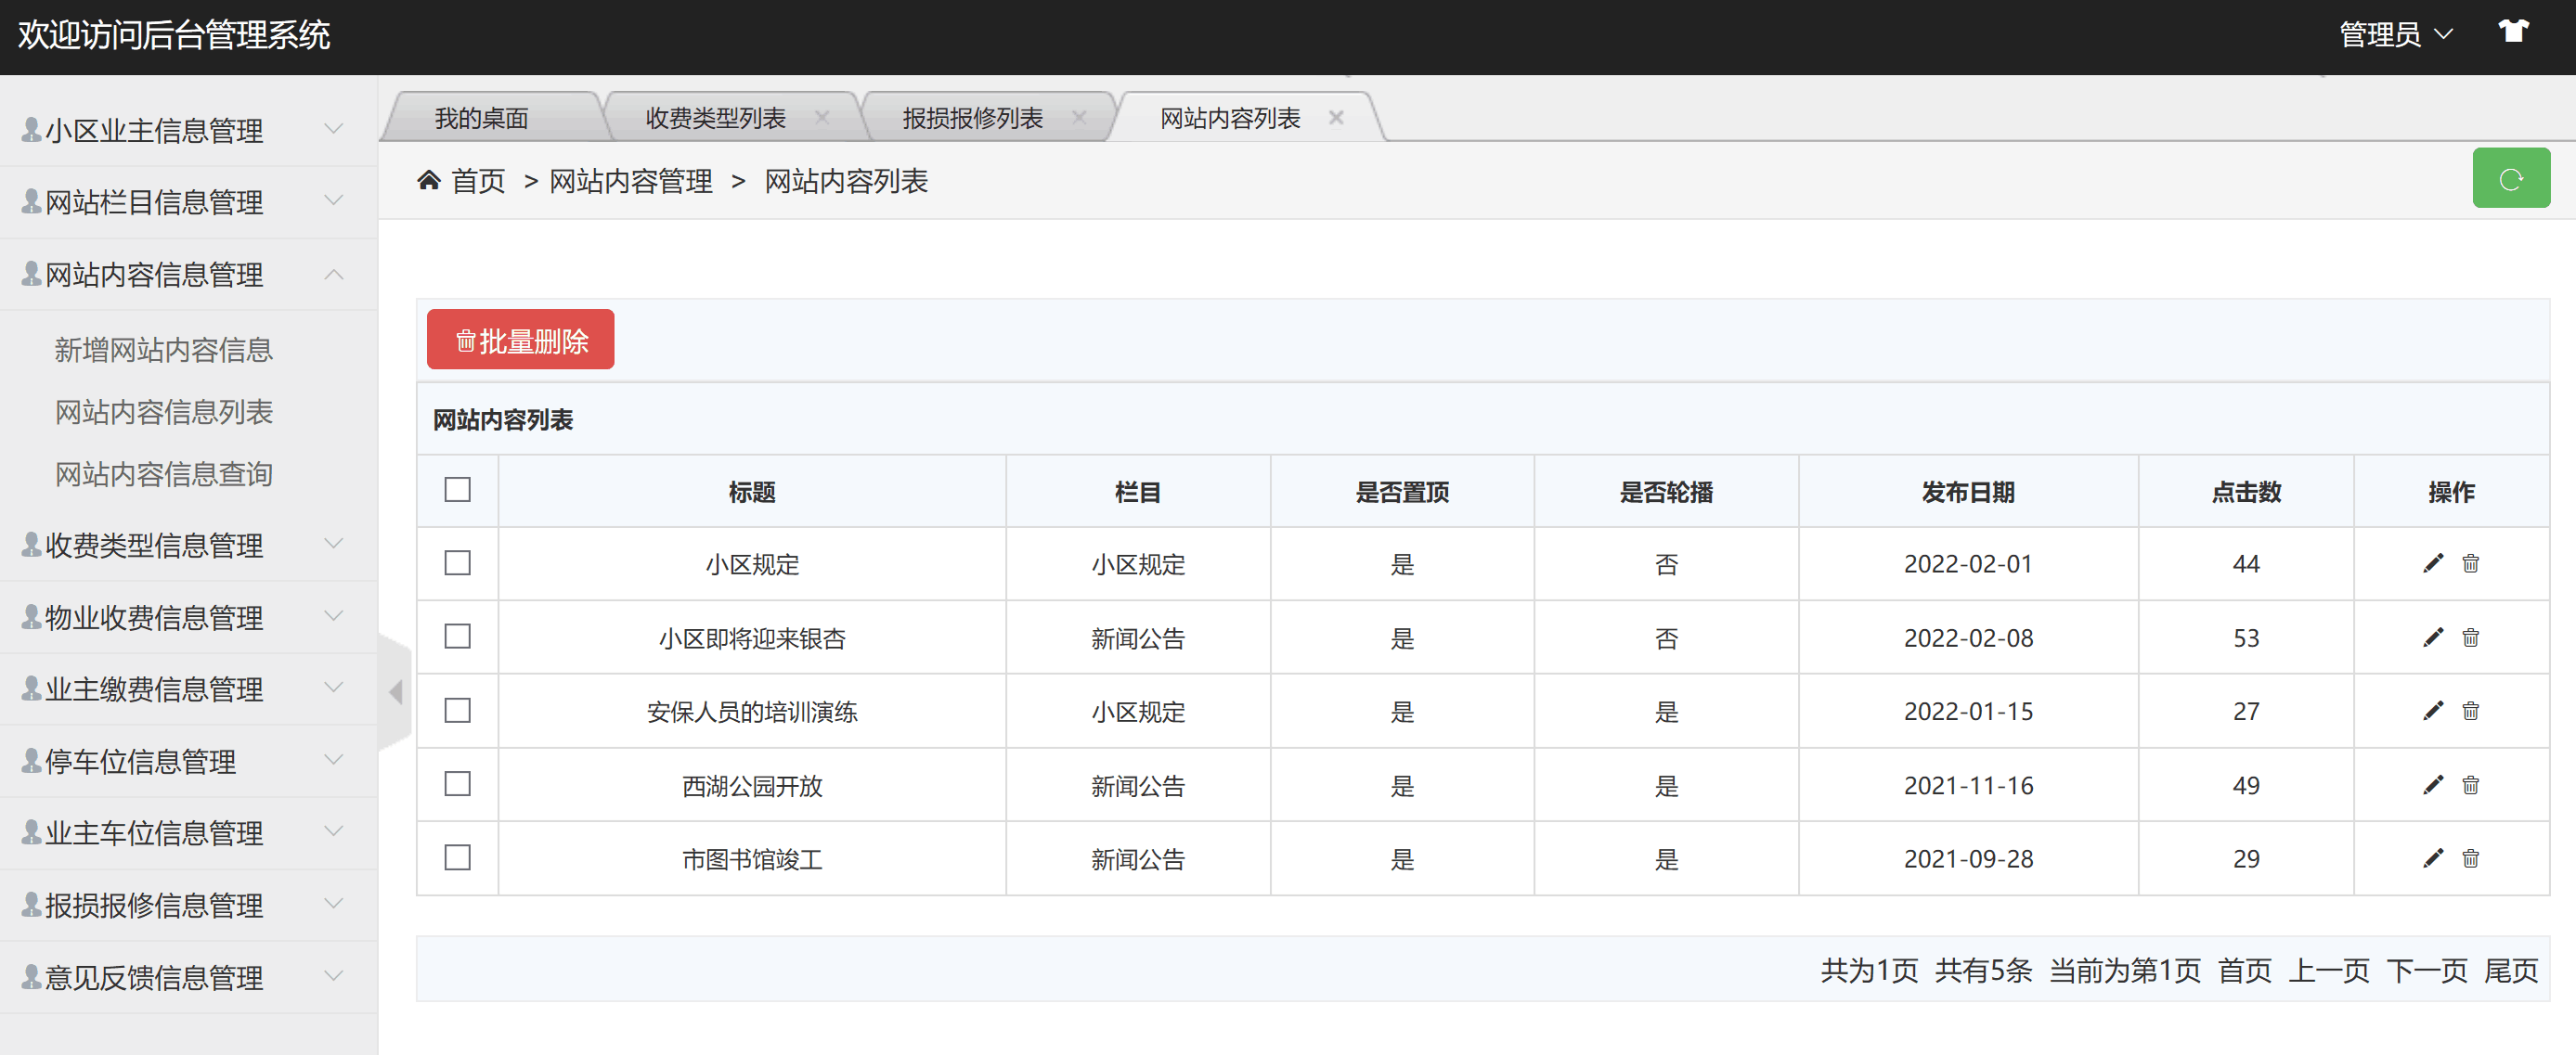 欢迎访问后台管理系统
管理员
小区业主信息管理
网站栏目信息管理
网站内容信息管理
新增网站内容信息
网站内容信息列表
网站内容信息查询
收费类型信息管理
物业收费信息管理
业主缴费信息管理
停车位信息管理
业主车位信息管理
报损报修信息管理
意见反馈信息管理
我的桌面 收费类型列表 报损报修列表 网站内容列表
首页 > 网站内容管理 > 网站内容列表
批量删除
网站内容列表
标题 栏目 是否置顶 是否轮播 发布日期 点击数 操作
小区规定 小区规定 是 否 2022-02-01 44
小区即将迎来银杏 新闻公告 是 否 2022-02-08 53
安保人员的培训演练 小区规定 是 是 2022-01-15 27
西湖公园开放 新闻公告 是 是 2021-11-16 49
市图书馆竣工 新闻公告 是 是 2021-09-28 29
共为1页 共有5条 当前为第1页 首页 上一页 下一页 尾页